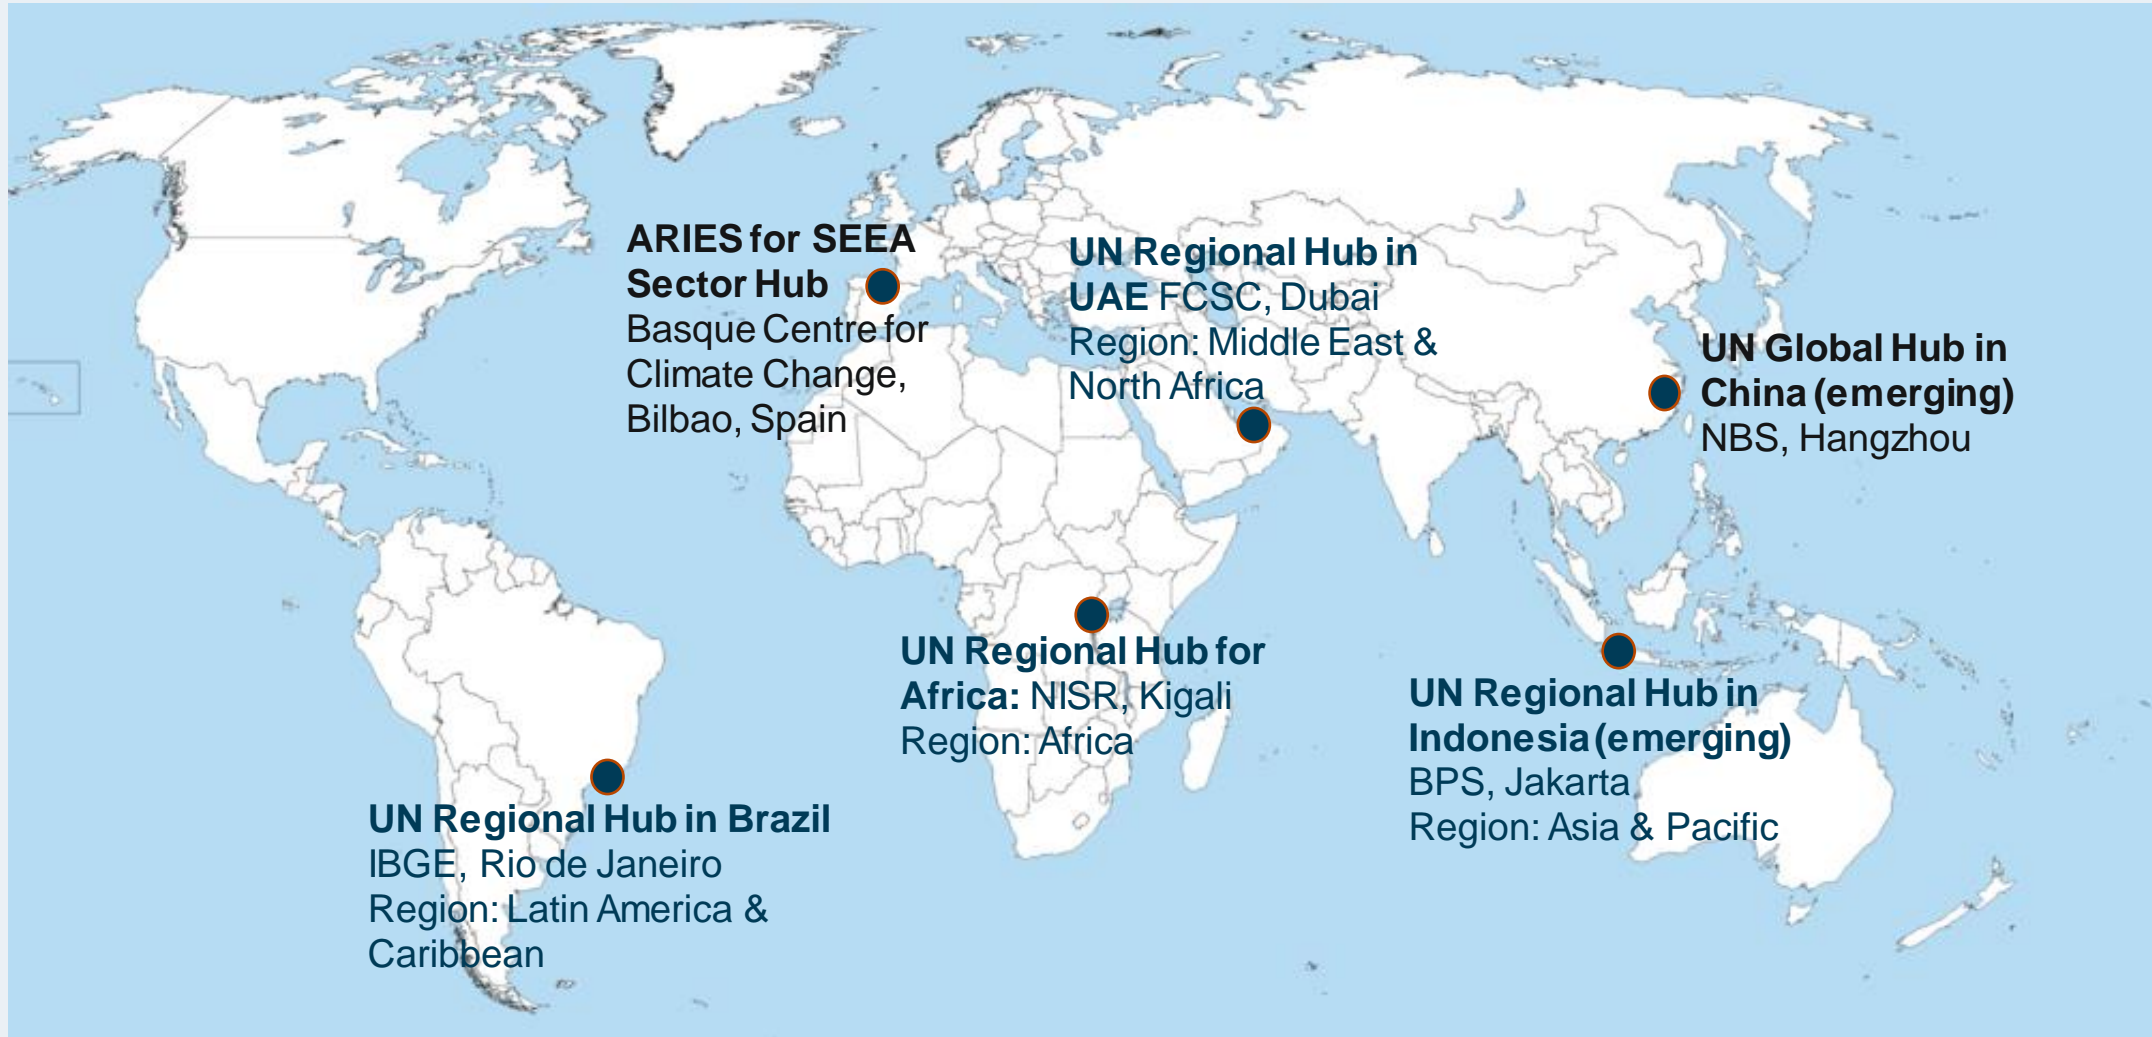 ARIES for SEEA
Sector Hub
Basque Centre for
Climate Change,
Bilbao, Spain
UN Regional Hub in
UAE FCSC, Dubai
Region: Middle East &
North Africa
UN Global Hub in
China (emerging)
NBS, Hangzhou
UN Regional Hub for
Africa: NISR, Kigali
Region: Africa
UN Regional Hub in
Indonesia (emerging)
BPS, Jakarta
Region: Asia & Pacific
UN Regional Hub in Brazil
IBGE, Rio de Janeiro
Region: Latin America &
Caribbean